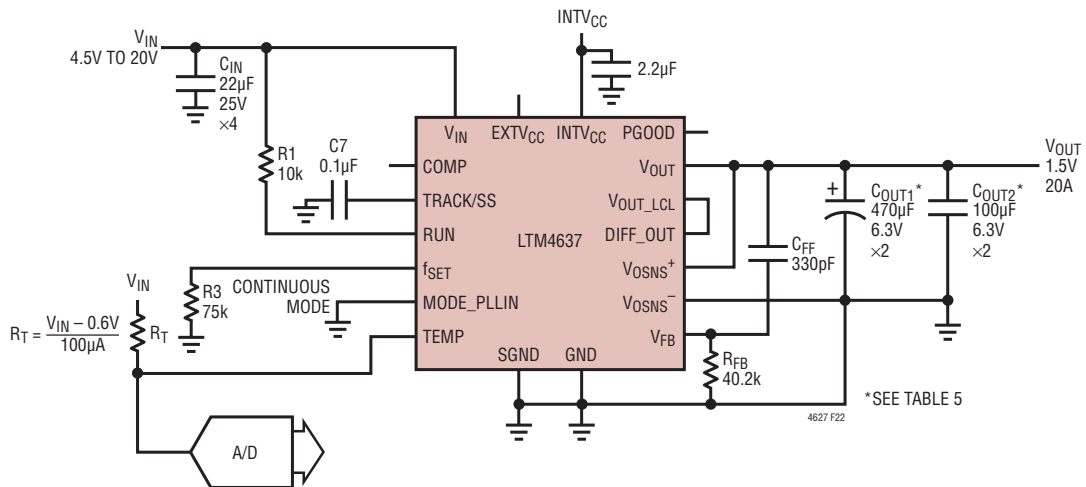 INTVCC
VIN
4.5V TO 20V
CIN
22µF
25V
×4
2.2µF
R1
10k
C7
0.1µF
VIN
EXTVCC
INTVCC
PGOOD
COMP
TRACK/SS
RUN
fSET
MODE_PLLIN
TEMP
LTM4637
SGND
GND
VOUT
VOUT_LCL
DIFF_OUT
VOSNS+
VOSNS–
VFB
VOUT
1.5V
20A
COUT1*
470µF
6.3V
×2
+
COUT2*
100µF
6.3V
×2
CFF
330pF
RFB
40.2k
R3
75k
CONTINUOUS
MODE
VIN
RT = VIN – 0.6V
100µA
RT
A/D
*SEE TABLE 5
4627 F22